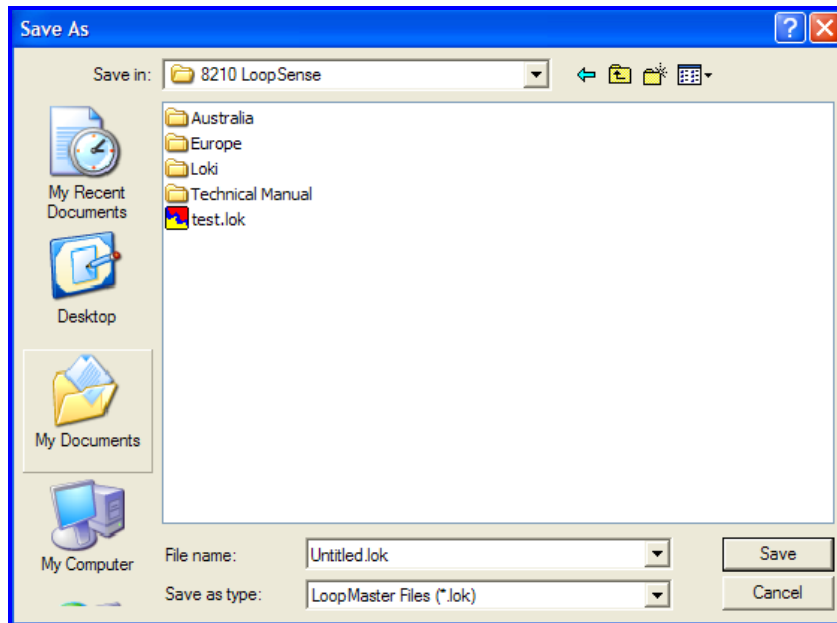 Save As
Save in:
8210 LoopSense
My Recent
Documents
Desktop
My Documents
My Computer
Australia
Europe
Loki
Technical Manual
test.lok
File name:
Untitled.lok
Save
Save as type:
LoopMaster Files (*.lok)
Cancel